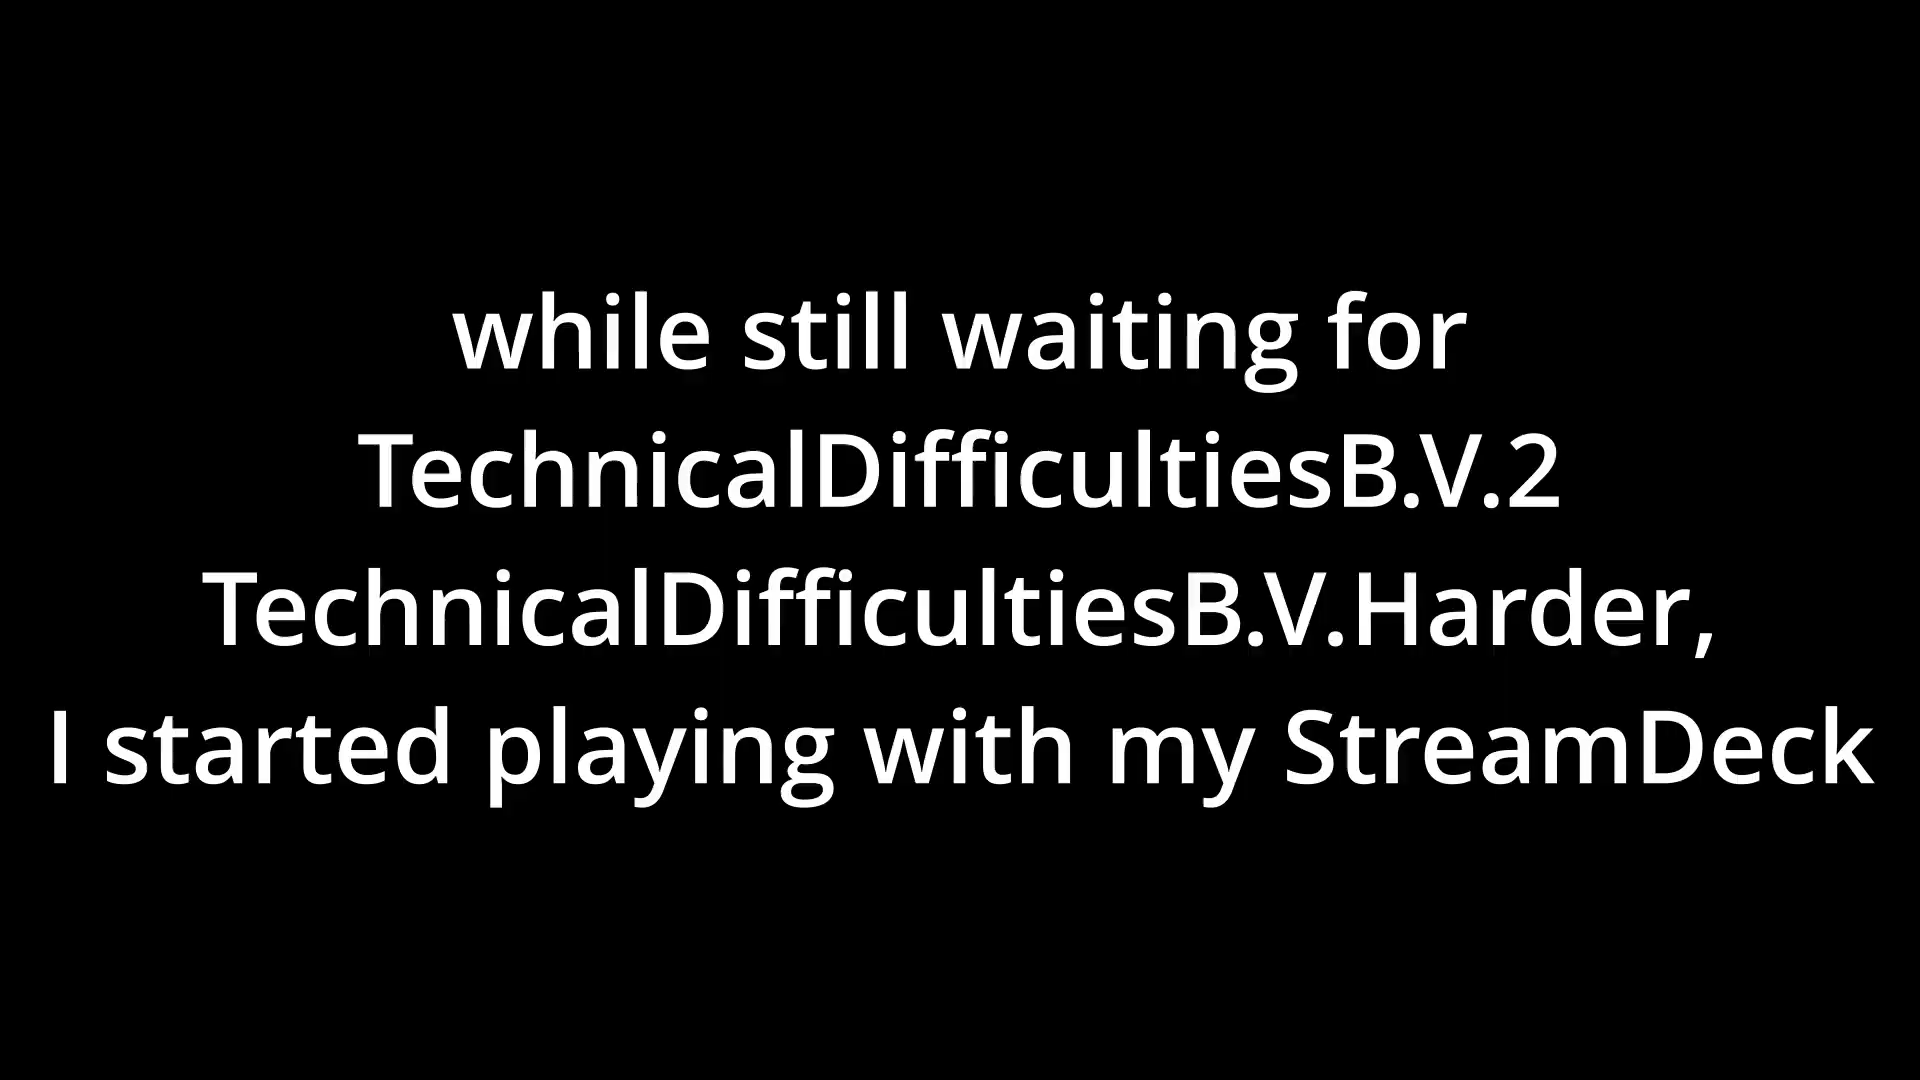 while still waiting for
TechnicalDifficultiesB.V.2
TechnicalDifficultiesB.V.Harder,
I started playing with my StreamDeck